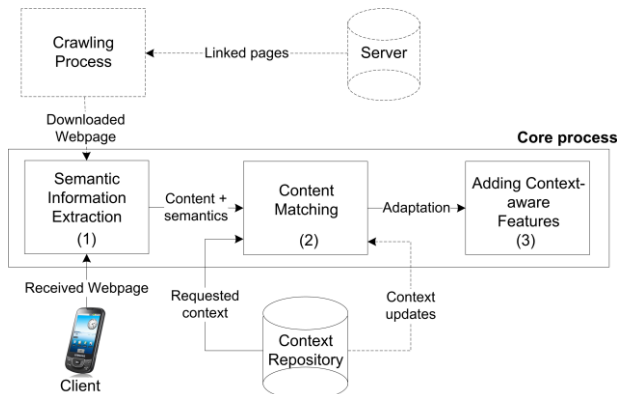 Crawling
Process
Linked pages
Server
Downloaded
Webpage
Core process
Semantic
Information
Extraction
(1)
Content +
semantics
Content
Matching
(2)
Adaptation
Adding Context-
aware
Features
(3)
Received Webpage
Requested
context
Context
updates
Context
Repository
Client